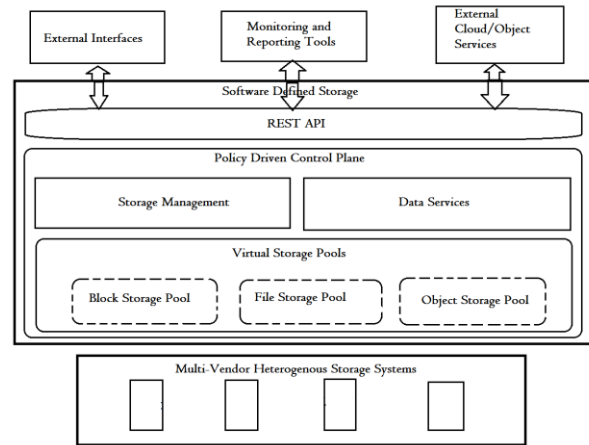 External Interfaces
Monitoring and
Reporting Tools
External
Cloud/Object
Services
Software Defined Storage
REST API
Policy Driven Control Plane
Storage Management
Data Services
Virtual Storage Pools
Block Storage Pool
File Storage Pool
Object Storage Pool
Multi-Vendor Heterogenous Storage Systems